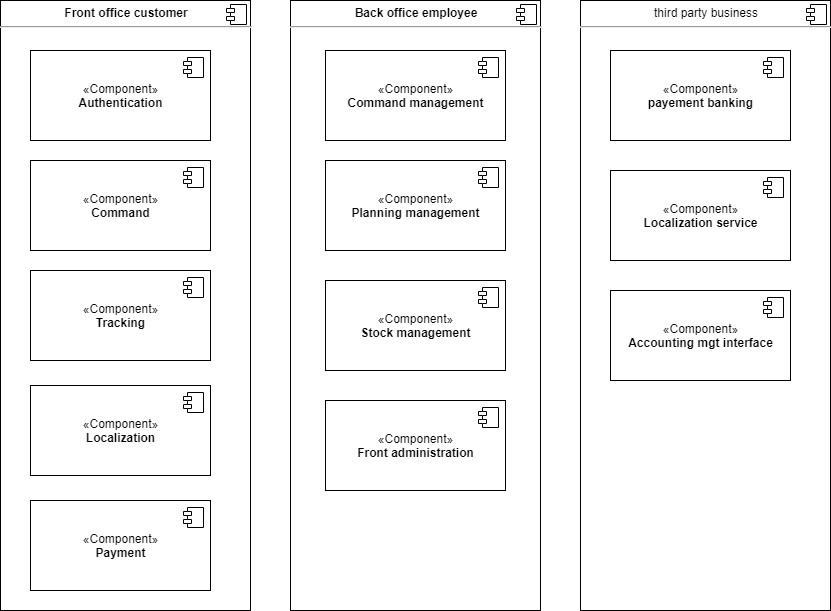 Front office customer
«Component»
Authentication
«Component»
Command
«Component»
Tracking
«Component»
Localization
«Component»
Payment
Back office employee
«Component»
Command management
«Component»
Planning management
«Component»
Stock management
«Component»
Front administration
third party business
«Component»
payement banking
«Component»
Localization service
«Component»
Accounting mgt interface